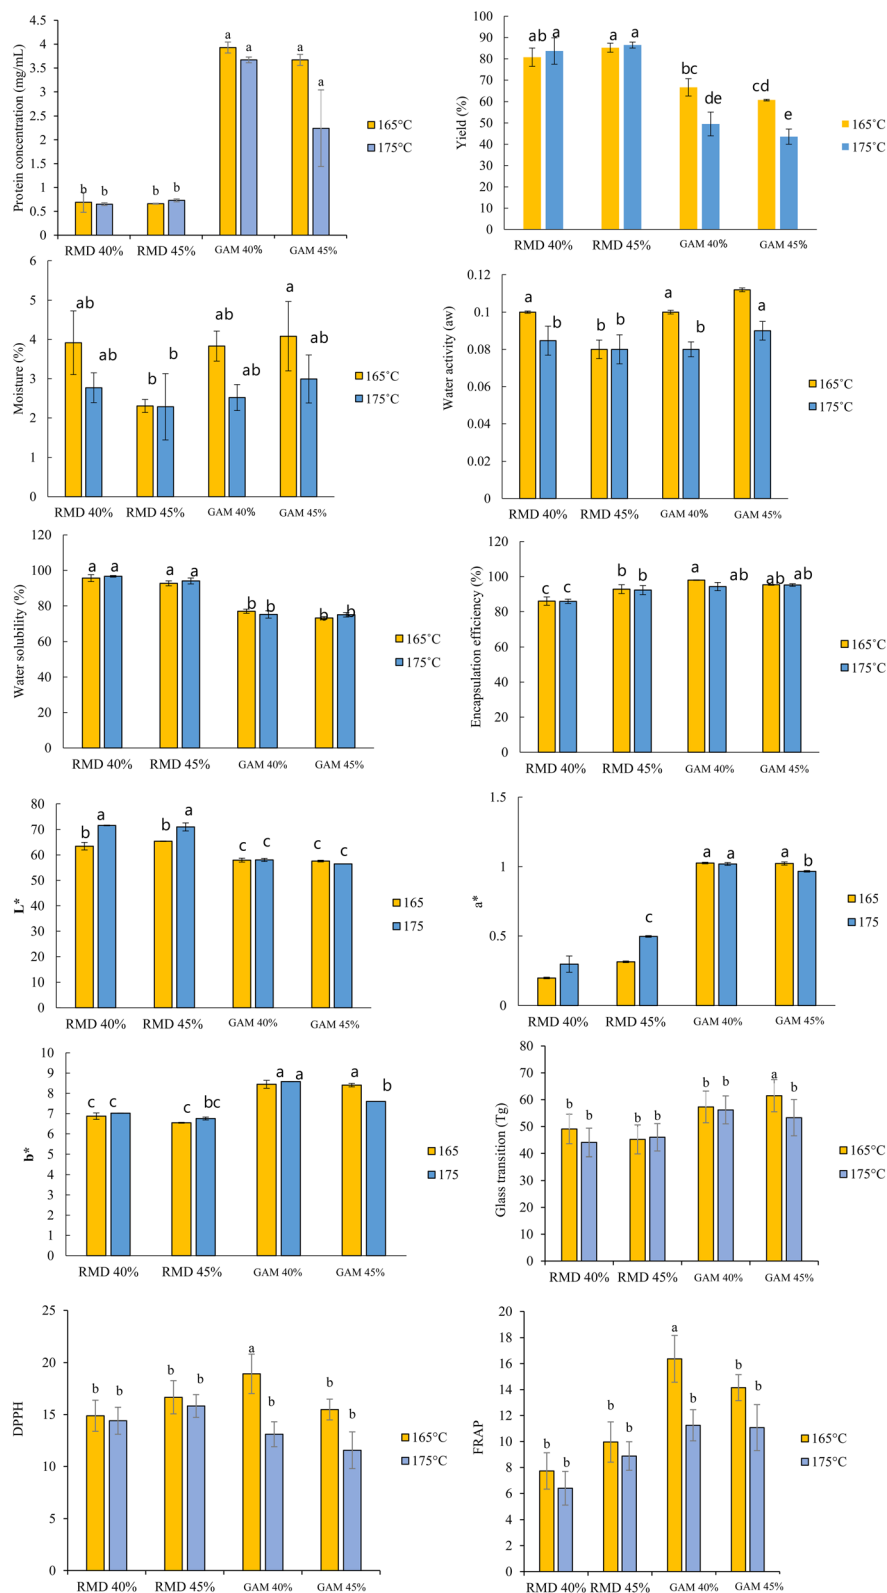 Protein concentration (mg/mL)
4.5
4
3.5
3
2.5
2
1.5
1
0.5
0
b b b b a a a a
RMD 40% RMD 45% GAM 40% GAM 45%
165°C
175°C
Yield (%)
100
90
80
70
60
50
40
30
20
10
0
ab a a a bc de cd e
RMD 40% RMD 45% GAM 40% GAM 45%
165˚C
175˚C
Moisture (%)
6
5
4
3
2
1
0
ab ab b b ab ab a ab
RMD 40% RMD 45% GAM 40% GAM 45%
165˚C
175˚C
Water activity (aw)
0.12
0.1
0.08
0.06
0.04
0.02
0
a b b b a b a
RMD 40% RMD 45% GAM 40% GAM 45%
165˚C
175˚C
Water solubility (%)
120
100
80
60
40
20
0
a a a a b b b b
RMD 40% RMD 45% GAM 40% GAM 45%
165˚C
175˚C
Encapsulation efficiency (%)
120
100
80
60
40
20
0
c c b b a ab ab ab
RMD 40% RMD 45% GAM 40% GAM 45%
165˚C
175˚C
L*
80
70
60
50
40
30
20
10
0
b a b a c c c c
RMD 40% RMD 45% GAM 40% GAM 45%
165
175
a*
1.5
1
0.5
0
c a a a b
RMD 40% RMD 45% GAM 40% GAM 45%
165
175
b*
10
9
8
7
6
5
4
3
2
1
0
c c c bc a a a b
RMD 40% RMD 45% GAM 40% GAM 45%
165
175
Glass transition (Tg)
80
70
60
50
40
30
20
10
0
b b b b b b a b
RMD 40% RMD 45% GAM 40% GAM 45%
165°C
175°C
DPPH
25
20
15
10
5
0
b b b b a b b b
RMD 40% RMD 45% GAM 40% GAM 45%
165°C
175°C
FRAP
20
18
16
14
12
10
8
6
4
2
0
b b b b a b b b
RMD 40% RMD 45% GAM 40% GAM 45%
165°C
175°C